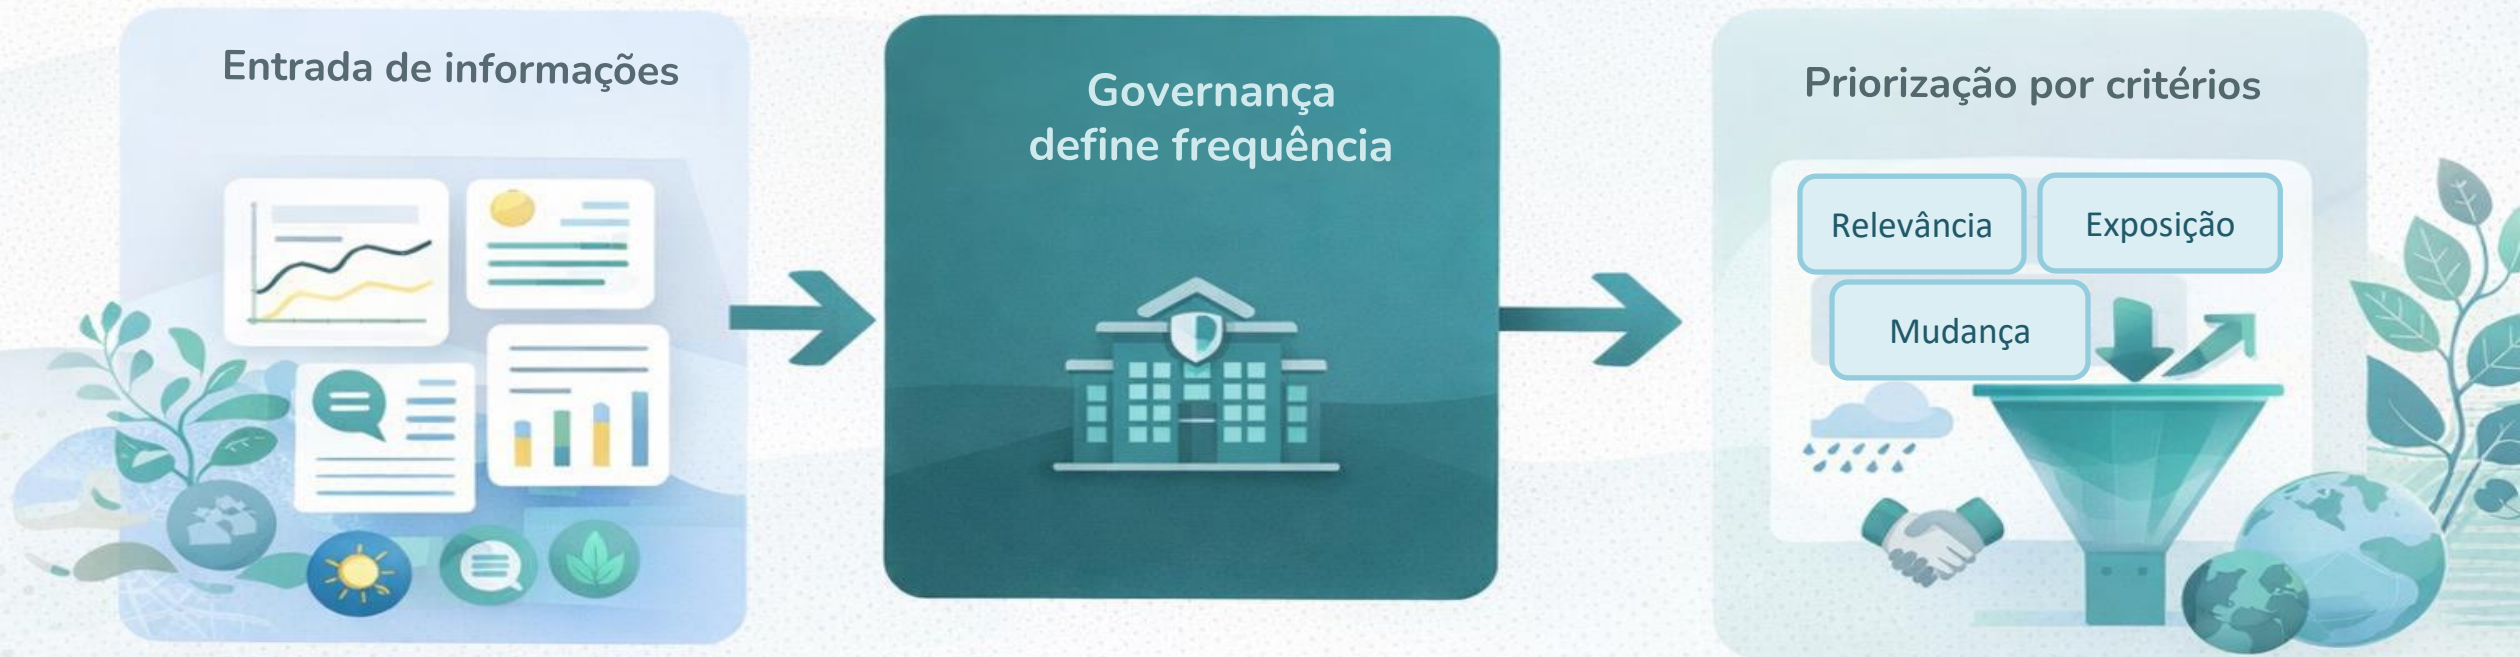 Entrada de informações
Governança
define frequência
Priorização por critérios
Relevância
Exposição
Mudança